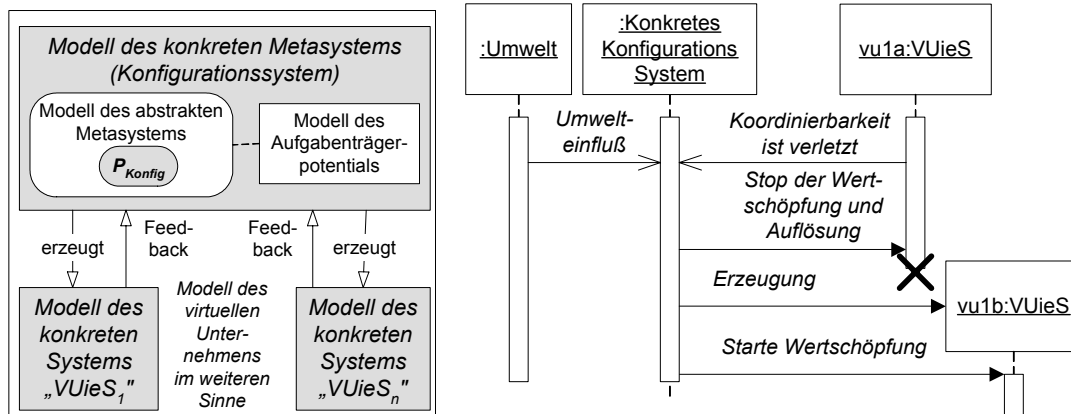 Modell des konkreten Metasystems
(Konfigurationssystem)
Modell des abstrakten
Metasystems
P Konfig
Modell des
Aufgabenträger-
potentials
erzeugt
Feed-
back
Feed-
back
erzeugt
Modell des
konkreten
Systems
„VUieS1"
Modell des
virtuellen
Unter-
nehmens
im weiteren
Sinne
Modell des
konkreten
Systems
„VUieSn"
:Umwelt
:Konkretes
Konfigurations
System
vu1a:VUieS
Umwelt-
einfluß
Koordinierbarkeit
ist verletzt
Stop der Wert-
schöpfung und
Auflösung
Erzeugung
vu1b:VUieS
Starte Wertschöpfung